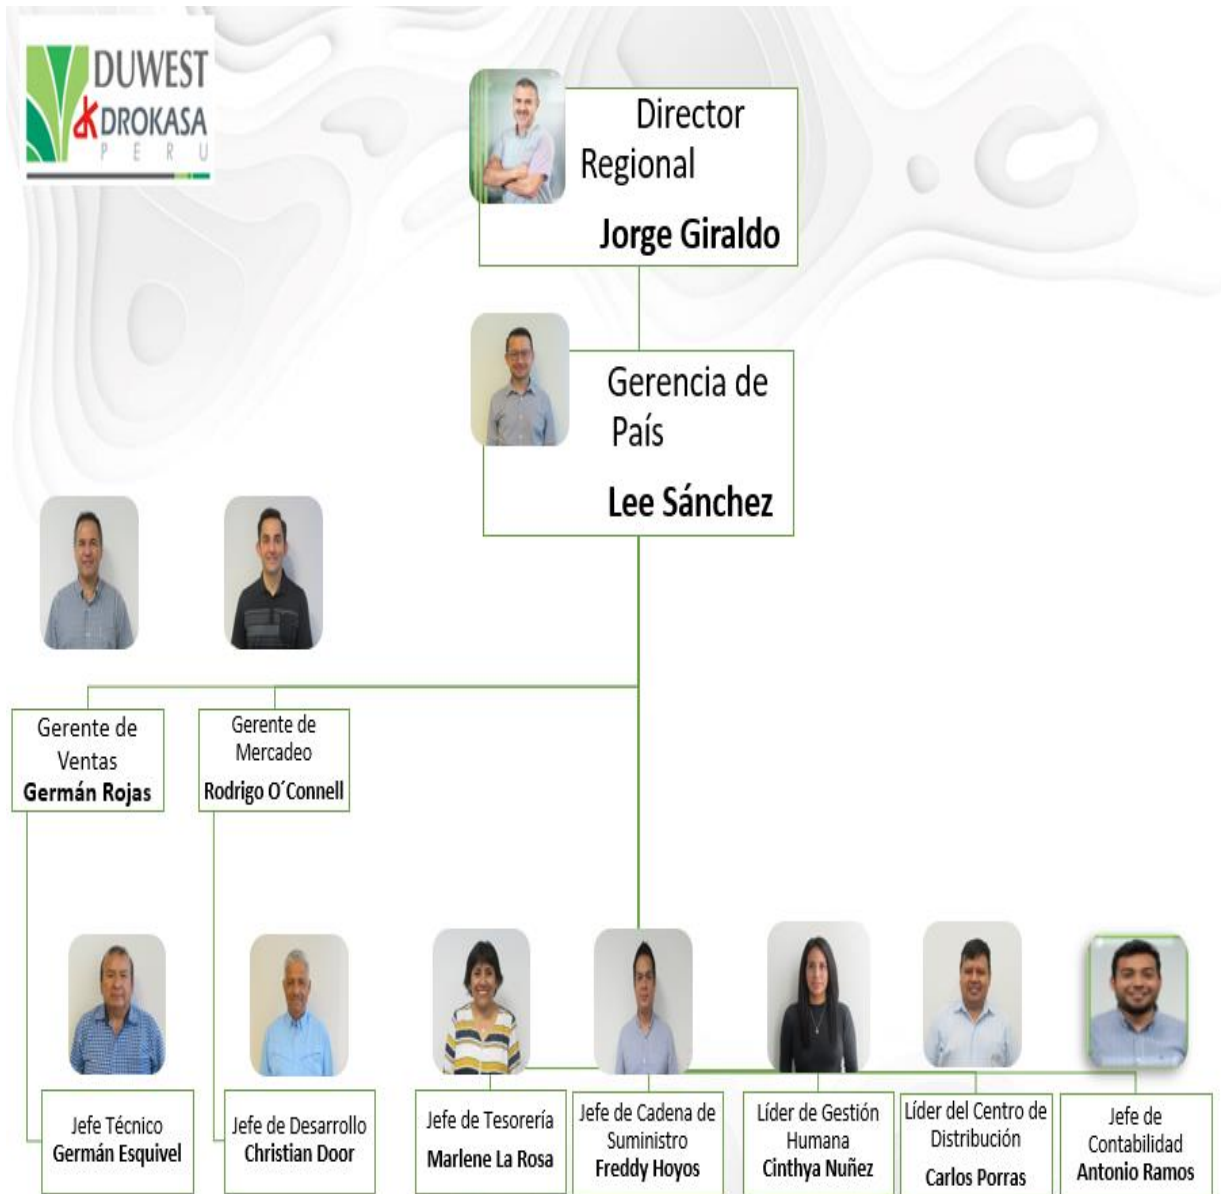 DUWEST
DROKASA
PERU
Director
Regional
Jorge Giraldo
Gerencia de
País
Lee Sánchez
Gerente de
Ventas
Germán Rojas
Gerente de
Mercadeo
Rodrigo O´Connell
Jefe Técnico
Germán Esquivel
Jefe de Desarrollo
Christian Door
Jefe de Tesorería
Marlene La Rosa
Jefe de Cadena de
Suministro
Freddy Hoyos
Líder de Gestión
Humana
Cinthya Nuñez
Líder del Centro de
Distribución
Carlos Porras
Jefe de
Contabilidad
Antonio Ramos